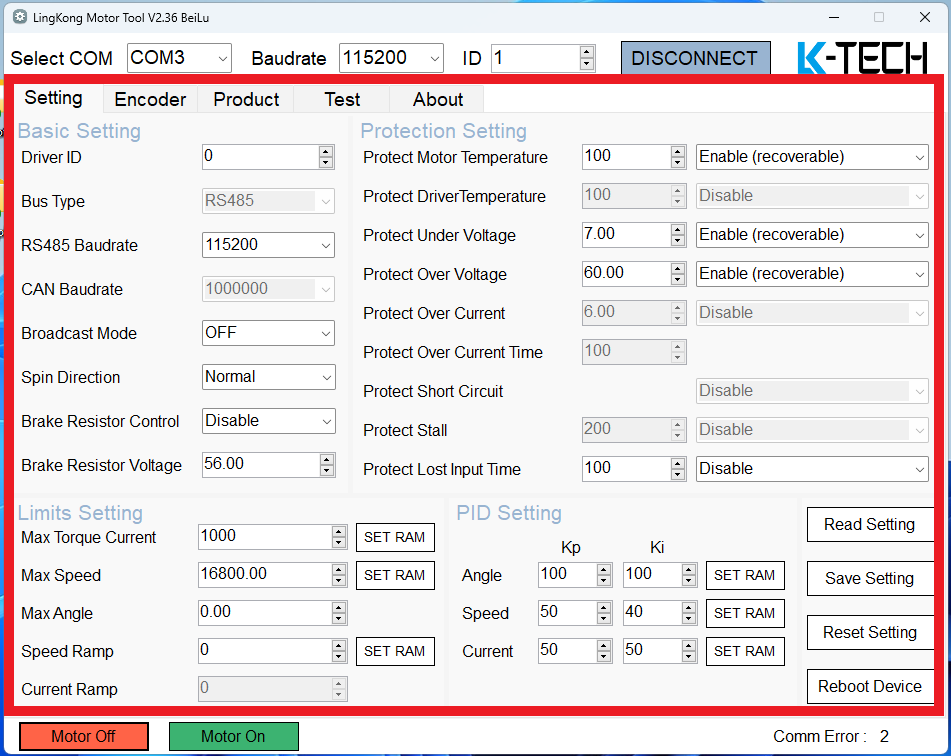 LingKong Motor Tool V2.36 BeiLu
Select COM COM3 Baudrate 115200 ID 1 DISCONNECT K-TECH
Setting Encoder Product Test About
Basic Setting
Driver ID 0
Bus Type RS485
RS485 Baudrate 115200
CAN Baudrate 1000000
Broadcast Mode OFF
Spin Direction Normal
Brake Resistor Control Disable
Brake Resistor Voltage 56.00
Protection Setting
Protect Motor Temperature 100 Enable (recoverable)
Protect DriverTemperature 100 Disable
Protect Under Voltage 7.00 Enable (recoverable)
Protect Over Voltage 60.00 Enable (recoverable)
Protect Over Current 6.00 Disable
Protect Over Current Time 100
Protect Short Circuit Disable
Protect Stall 200 Disable
Protect Lost Input Time 100 Disable
Limits Setting
Max Torque Current 1000 SET RAM
Max Speed 16800.00 SET RAM
Max Angle 0.00
Speed Ramp 0 SET RAM
Current Ramp 0
PID Setting
Kp Ki
Angle 100 100 SET RAM
Speed 50 40 SET RAM
Current 50 50 SET RAM
Read Setting
Save Setting
Reset Setting
Reboot Device
Motor Off Motor On Comm Error : 2